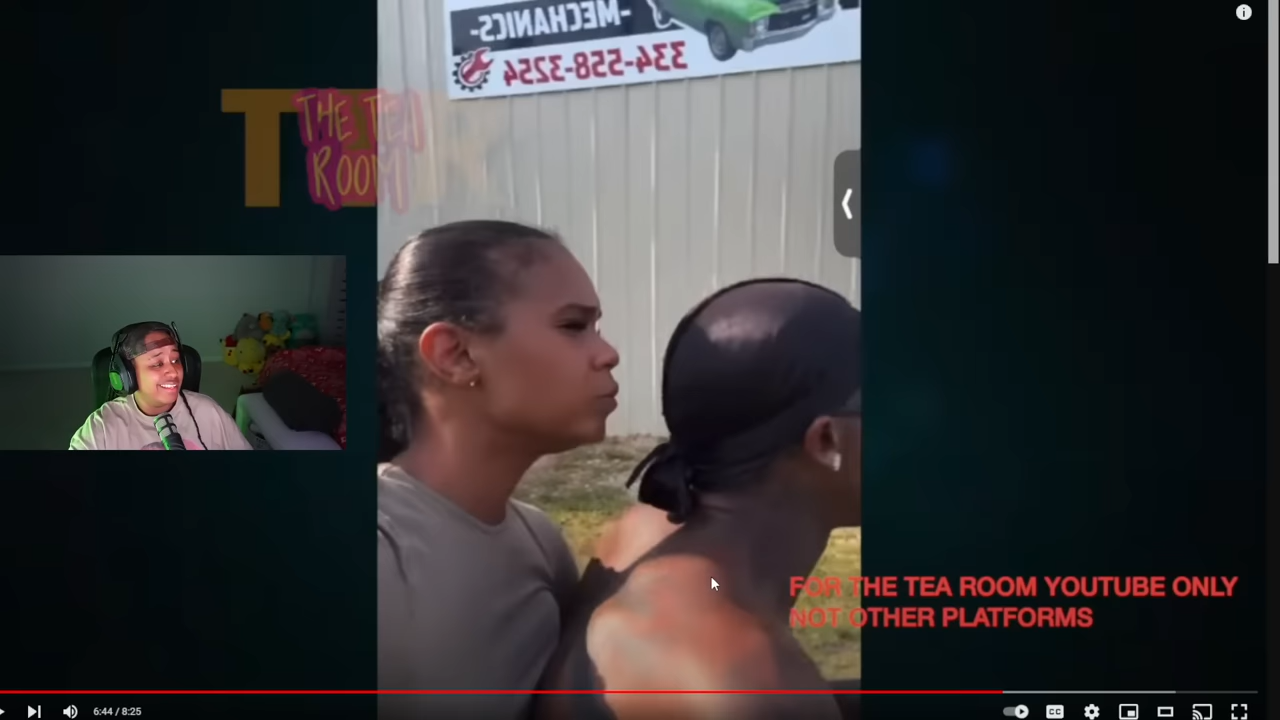 -MECHANICS-
334-558-3254
THE TEA
ROOM
FOR THE TEA ROOM YOUTUBE ONLY
NOT OTHER PLATFORMS
6:44 / 8:25
CC